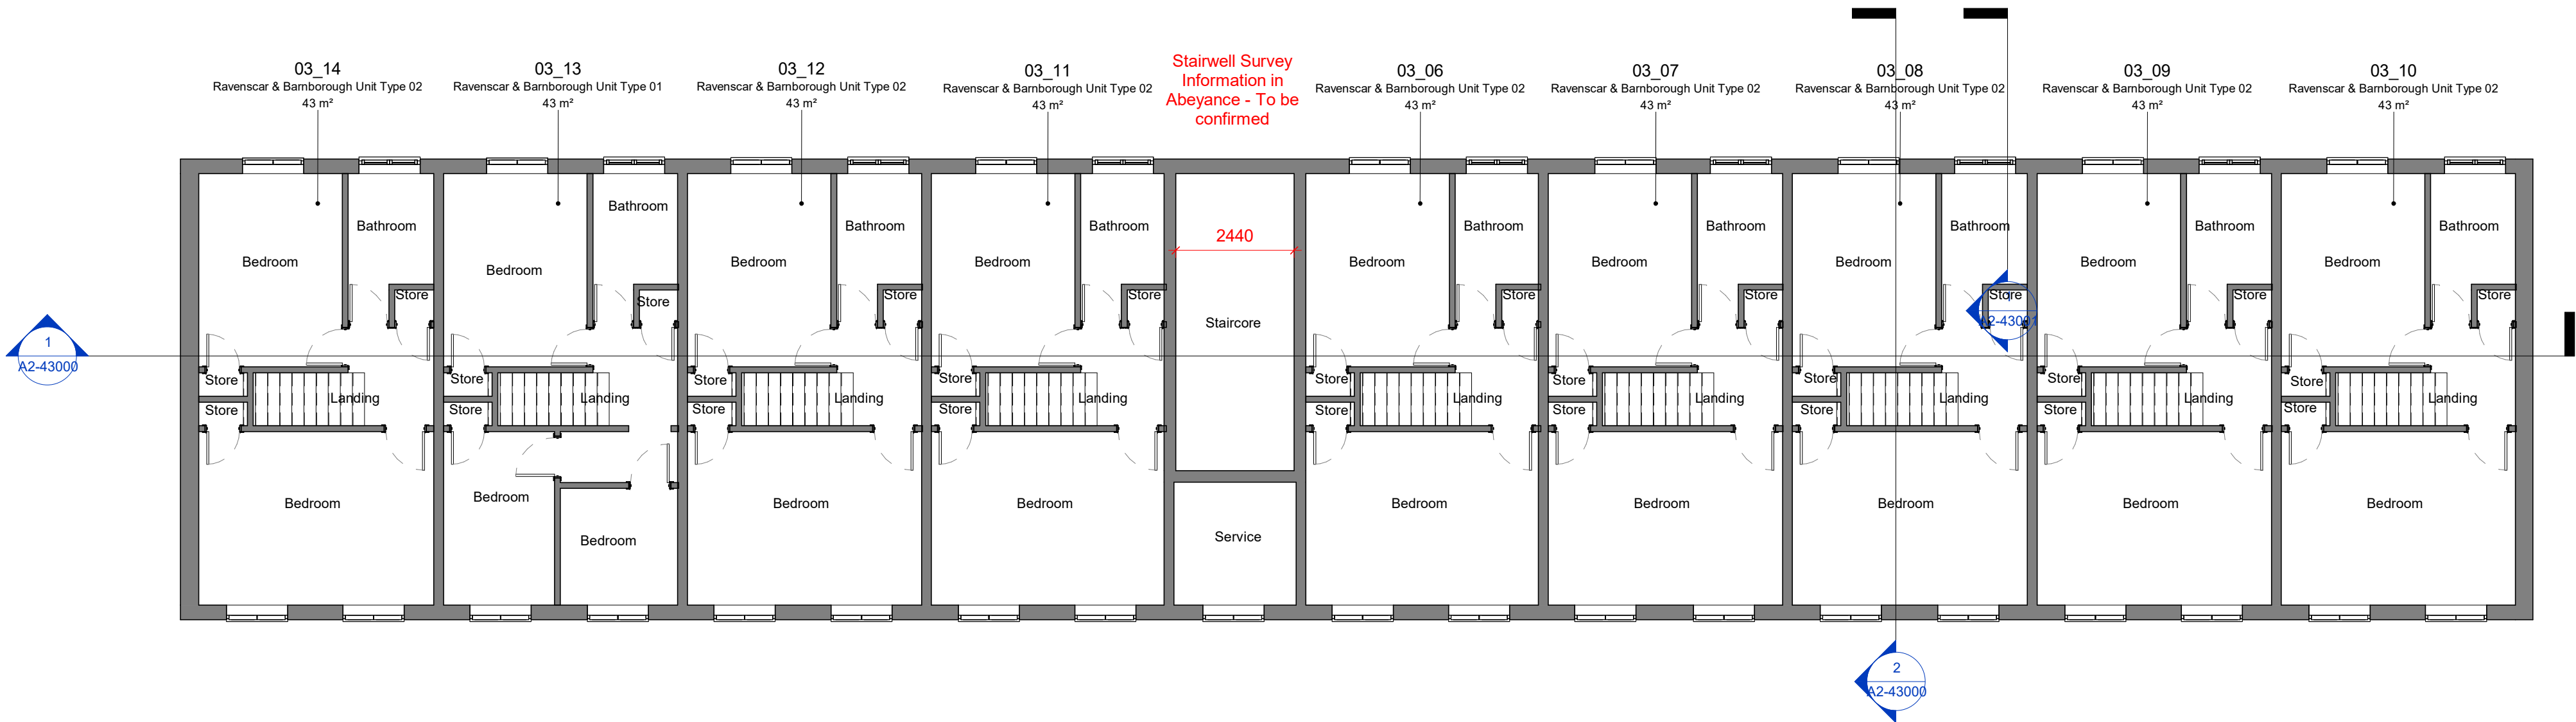 03_14
Ravenscar & Barnborough Unit Type 02
43 m²
03_13
Ravenscar & Barnborough Unit Type 01
43 m²
03_12
Ravenscar & Barnborough Unit Type 02
43 m²
03_11
Ravenscar & Barnborough Unit Type 02
43 m²
Stairwell Survey
Information in
Abeyance - To be
confirmed
03_06
Ravenscar & Barnborough Unit Type 02
43 m²
03_07
Ravenscar & Barnborough Unit Type 02
43 m²
03_08
Ravenscar & Barnborough Unit Type 02
43 m²
03_09
Ravenscar & Barnborough Unit Type 02
43 m²
03_10
Ravenscar & Barnborough Unit Type 02
43 m²
Bedroom
Bathroom
Store
Store
Store
Landing
Bedroom
Bedroom
Bathroom
Store
Store
Store
Landing
Bedroom
Bedroom
Bedroom
Bathroom
Store
Store
Store
Landing
Bedroom
Bedroom
Bathroom
Store
Store
Store
Landing
Bedroom
2440
Staircore
Service
Bedroom
Bathroom
Store
Store
Store
Landing
Bedroom
Bedroom
Bathroom
Store
Store
Store
Landing
Bedroom
Bedroom
Bathroom
Store
A2-43001
Store
Store
Landing
Bedroom
Bedroom
Bathroom
Store
Store
Store
Landing
Bedroom
Bedroom
Bathroom
Store
Store
Store
Landing
Bedroom
1
A2-43000
2
A2-43000